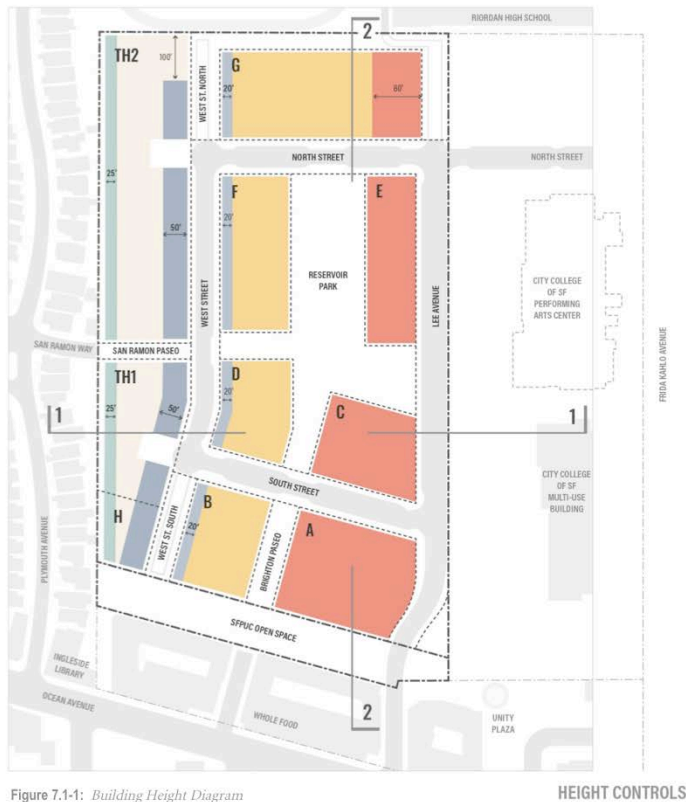 RIORDAN HIGH SCHOOL
2
TH2
100'
WEST ST. NORTH
G
20'
60'
NORTH STREET
NORTH STREET
25'
F
20'
E
50'
RESERVOIR
PARK
WEST STREET
LEE AVENUE
CITY COLLEGE
OF SF
PERFORMING
ARTS CENTER
FRIDA KAHLO AVENUE
SAN RAMON WAY
SAN RAMON PASEO
TH1
D
20'
25'
50'
1
C
1
SOUTH STREET
CITY COLLEGE
OF SF
MULTI-USE
BUILDING
H
WEST ST. SOUTH
B
20'
BRIGHTON PASEO
A
PLYMOUTH AVENUE
SFPUC OPEN SPACE
INGLESIDE
LIBRARY
OCEAN AVENUE
WHOLE FOOD
2
UNITY
PLAZA
Figure 7.1-1: Building Height Diagram
HEIGHT CONTROLS